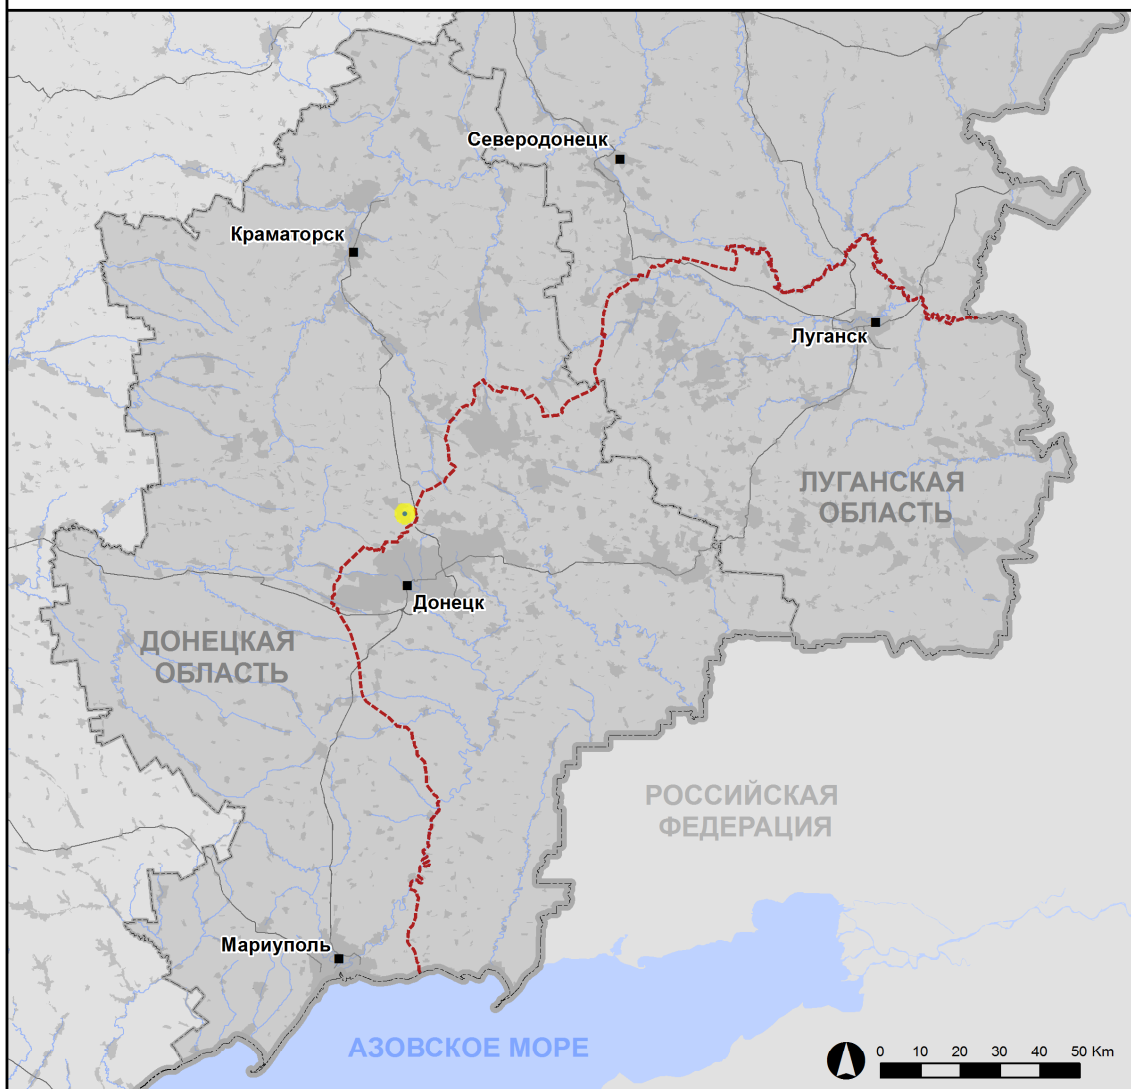 Северодонецк
Краматорск
Луганск
ЛУГАНСКАЯ
ОБЛАСТЬ
Донецк
ДОНЕЦКАЯ
ОБЛАСТЬ
РОССИЙСКАЯ
ФЕДЕРАЦИЯ
Мариуполь
АЗОВСКОЕ МОРЕ
0 10 20 30 40 50 Km